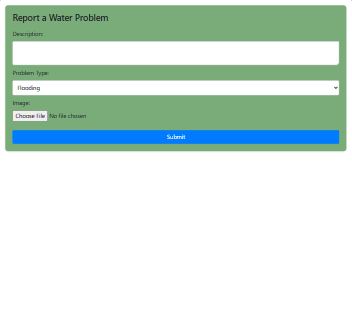 Report a Water Problem
Description:
Problem Type:
Flooding
Image:
Choose File No file chosen
Submit